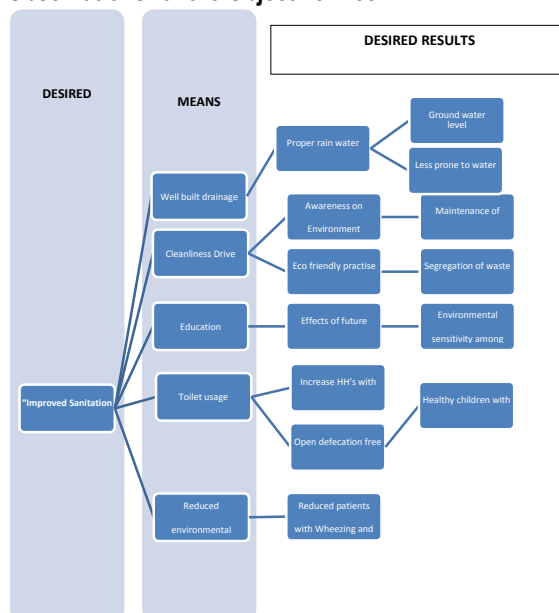 DESIRED RESULTS
DESIRED
MEANS
Ground water
level
Proper rain water
Less prone to water
Well built drainage
Awareness on
Environment
Maintenance of
Cleanliness Drive
Eco friendly practise
Segregation of waste
Education
Effects of future
Environmental
sensitivity among
"Improved Sanitation
Toilet usage
Increase HH's with
Healthy children with
Open defecation free
Reduced
environmental
Reduced patients
with Wheezing and